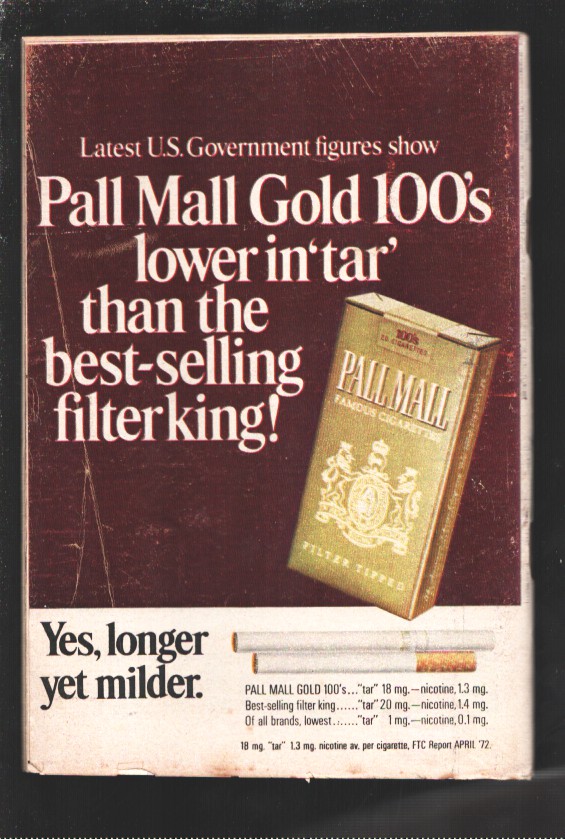 Latest U.S. Government figures show
Pall Mall Gold 100's
lower in 'tar'
than the
best-selling
filter king!
100's
20 CIGARETTES
PALL MALL
FAMOUS CIGARETTES
FILTER TIPPED
Yes, longer
yet milder.
PALL MALL GOLD 100's...."tar" 18 mg.—nicotine, 1.3 mg.
Best-selling filter king......"tar" 20 mg.—nicotine, 1.4 mg.
Of all brands, lowest......."tar" 1 mg.—nicotine, 0.1 mg.
18 mg. "tar" 1.3 mg. nicotine av. per cigarette, FTC Report APRIL '72.